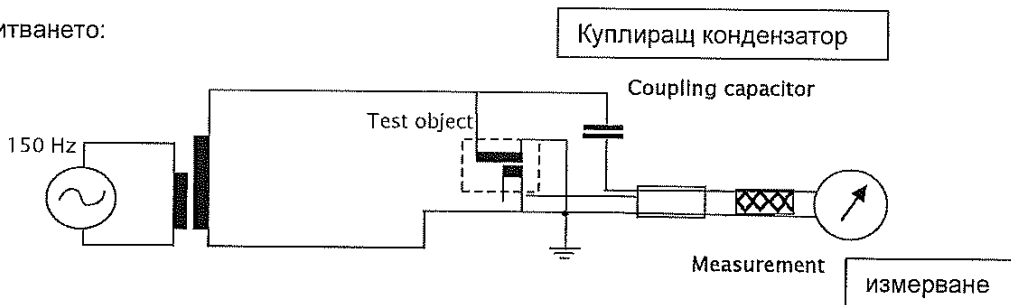 итването:
Куплиращ кондензатор
Coupling capacitor
Test object
150 Hz
Measurement
измерване